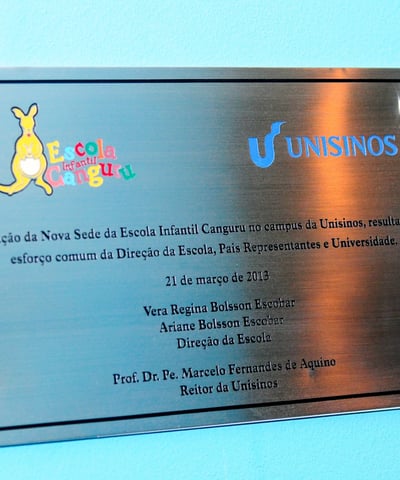 Escola
Infantil
Canguru
UNISINOS
ção da Nova Sede da Escola Infantil Canguru no campus da Unisinos, resulta
esforço comum da Direção da Escola, Pais Representantes e Universidade.
21 de março de 2013
Vera Regina Bolsson Escobar
Ariane Bolsson Escobar
Direção da Escola
Prof. Dr. Pe. Marcelo Fernandes de Aquino
Reitor da Unisinos